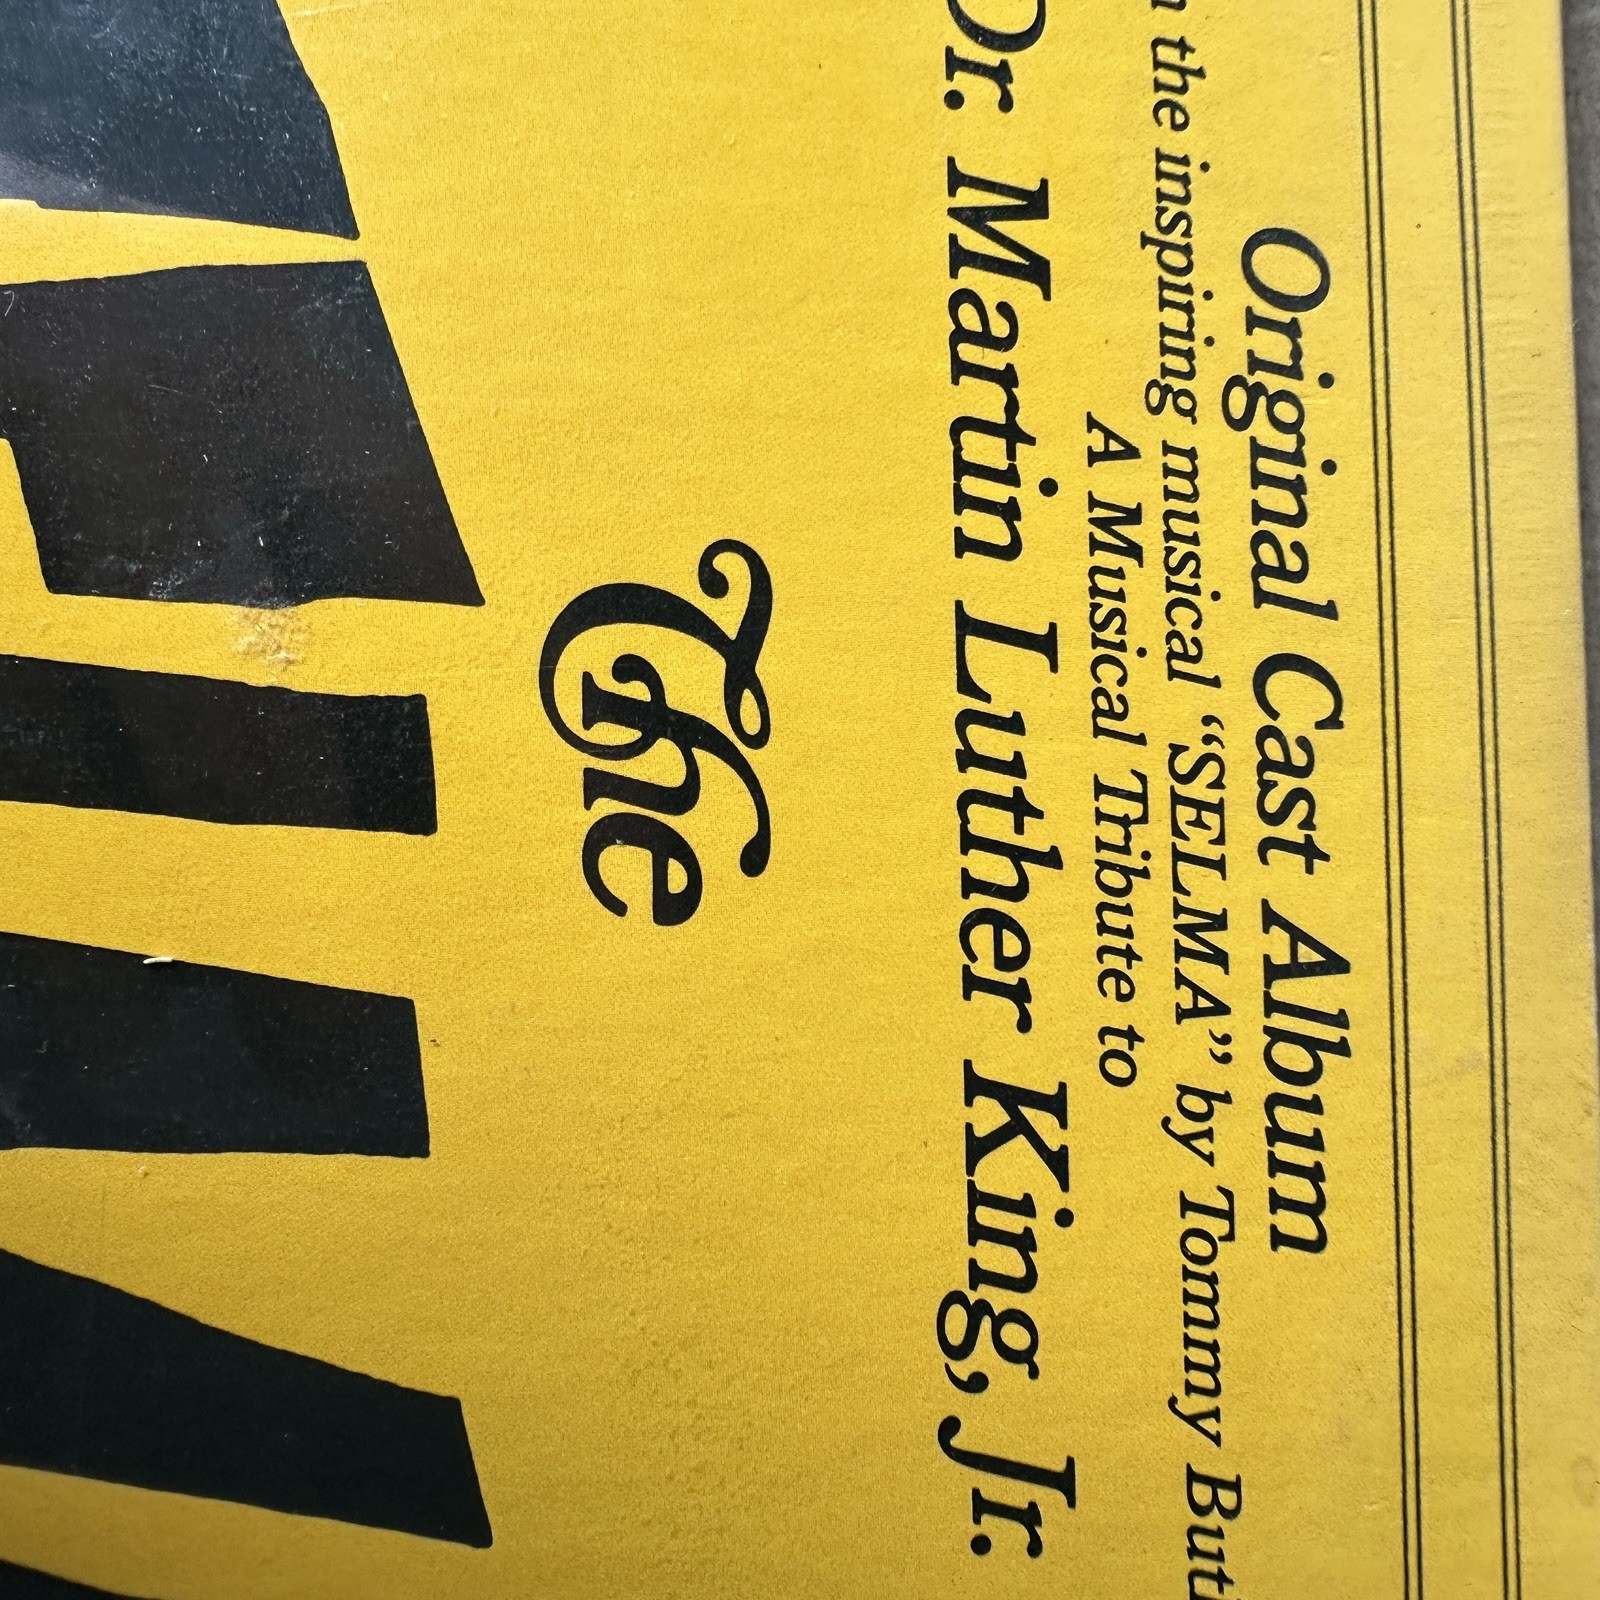 Original Cast Album
the inspiring musical “SELMA” by Tommy
A Musical Tribute to
Dr. Martin Luther King, Jr.
The